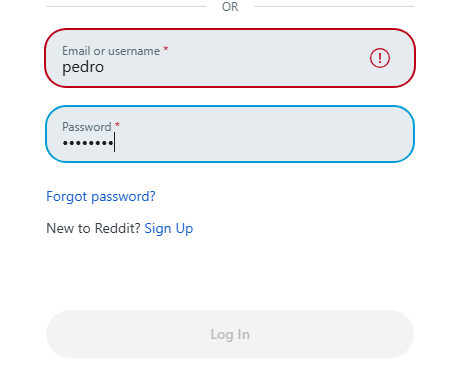 OR
Email or username *
pedro
Password *
••••••••
Forgot password?
New to Reddit? Sign Up
Log In